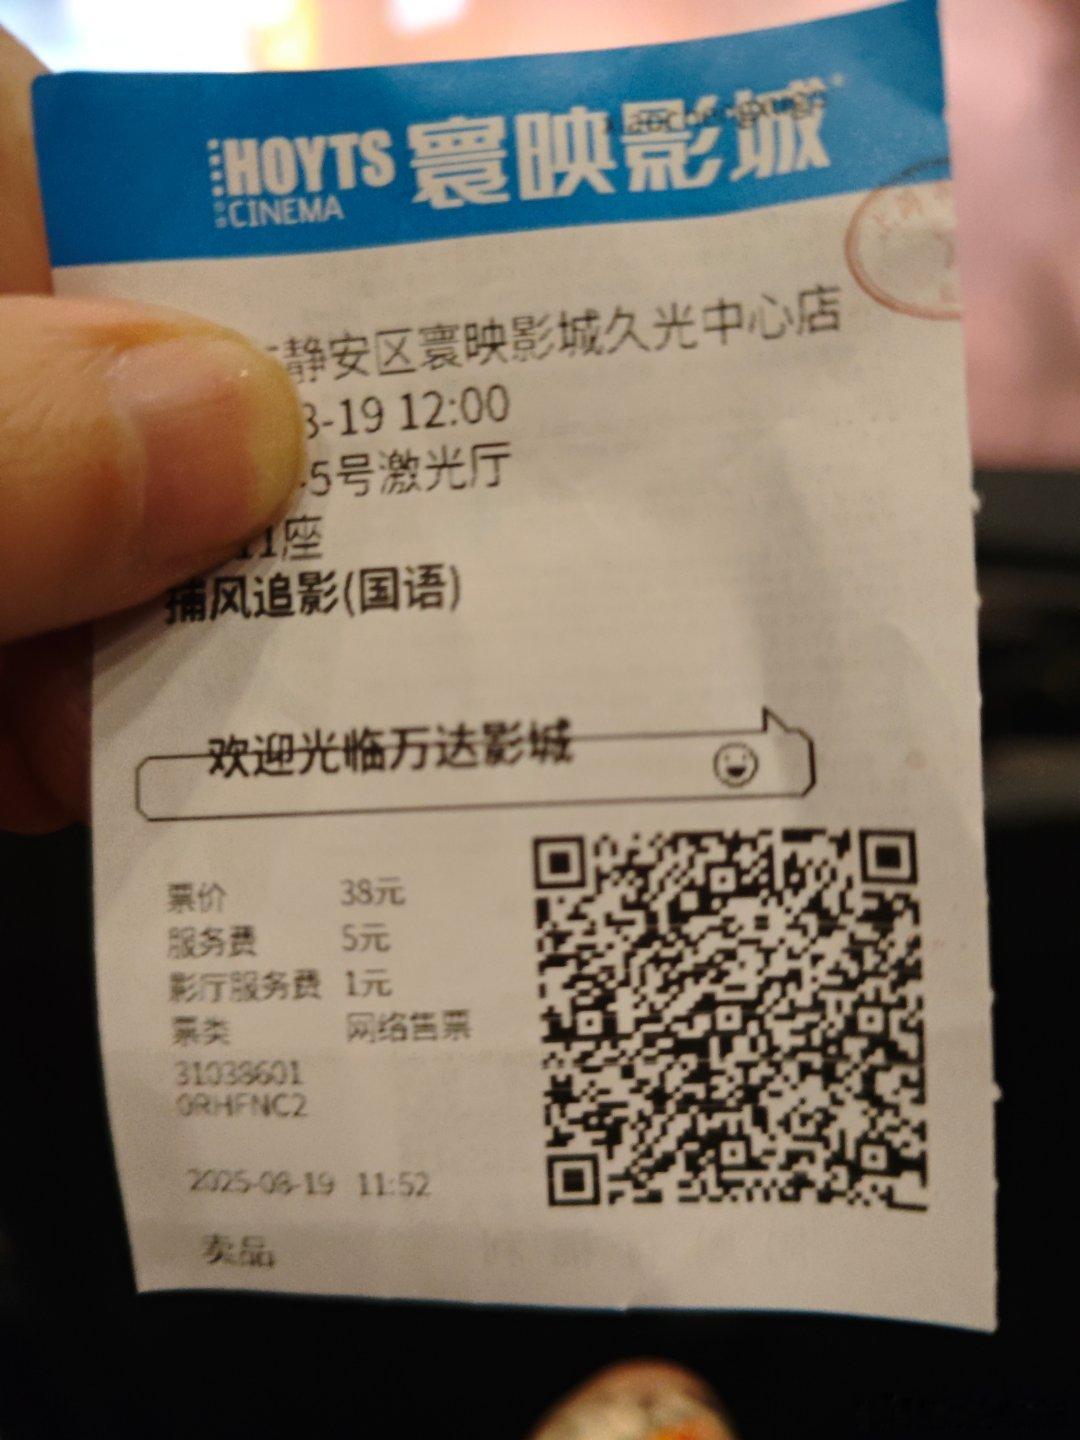 HOYTS 寰映影城
CINEMA
静安区寰映影城久光中心店
-19 12:00
5号激光厅
11座
捕风追影(国语)
欢迎光临万达影城
票价 38元
服务费 5元
影厅服务费 1元
票类 网络售票
31038601
0RHFNC2
2025-08-19 11:52
卖品